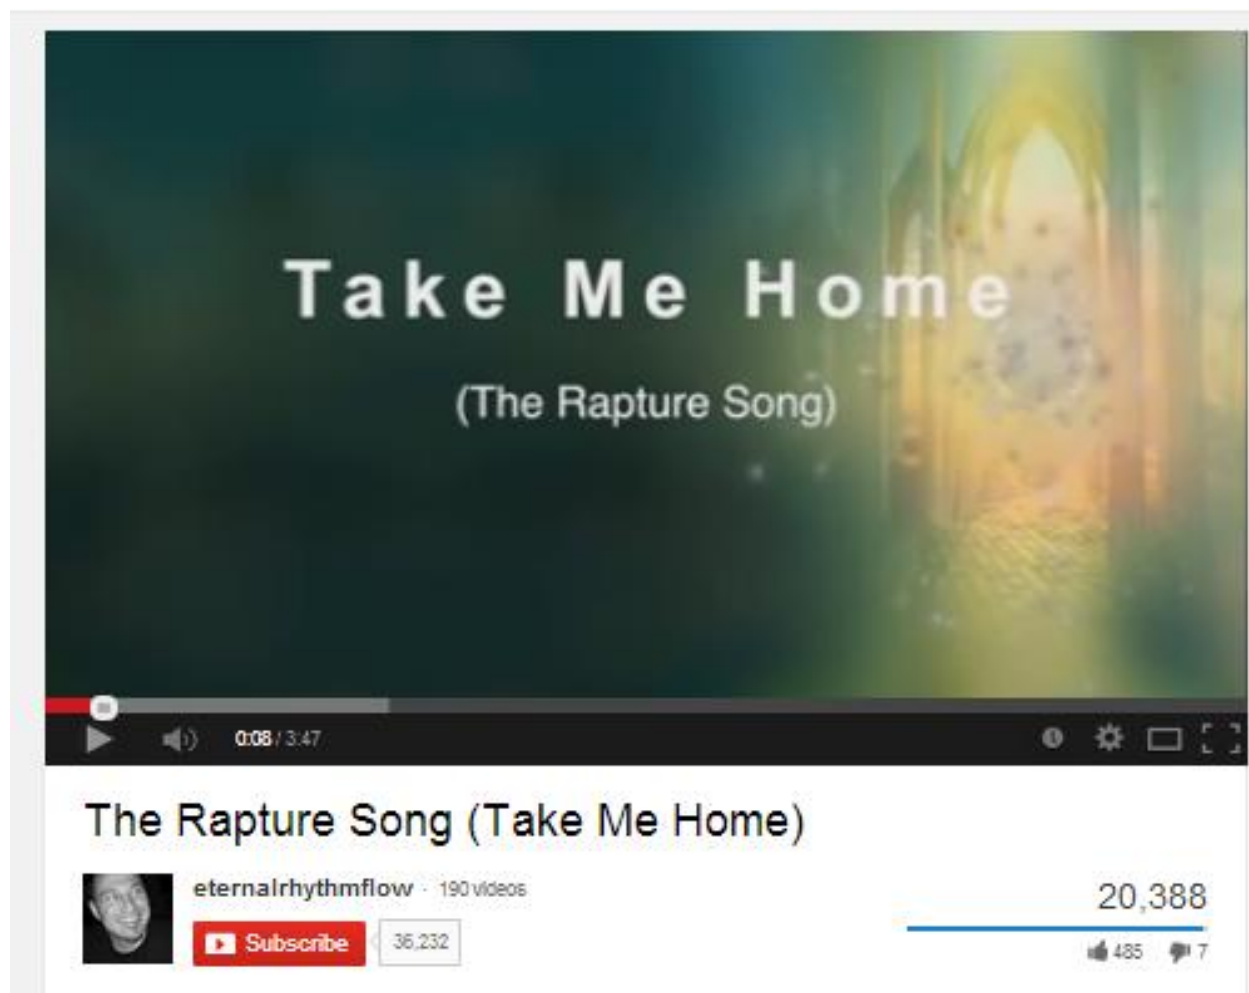 Take Me Home
(The Rapture Song)
0:08 / 3:47
The Rapture Song (Take Me Home)
eternalrhythmflow · 190 videos
Subscribe 36,232
20,388
485 7